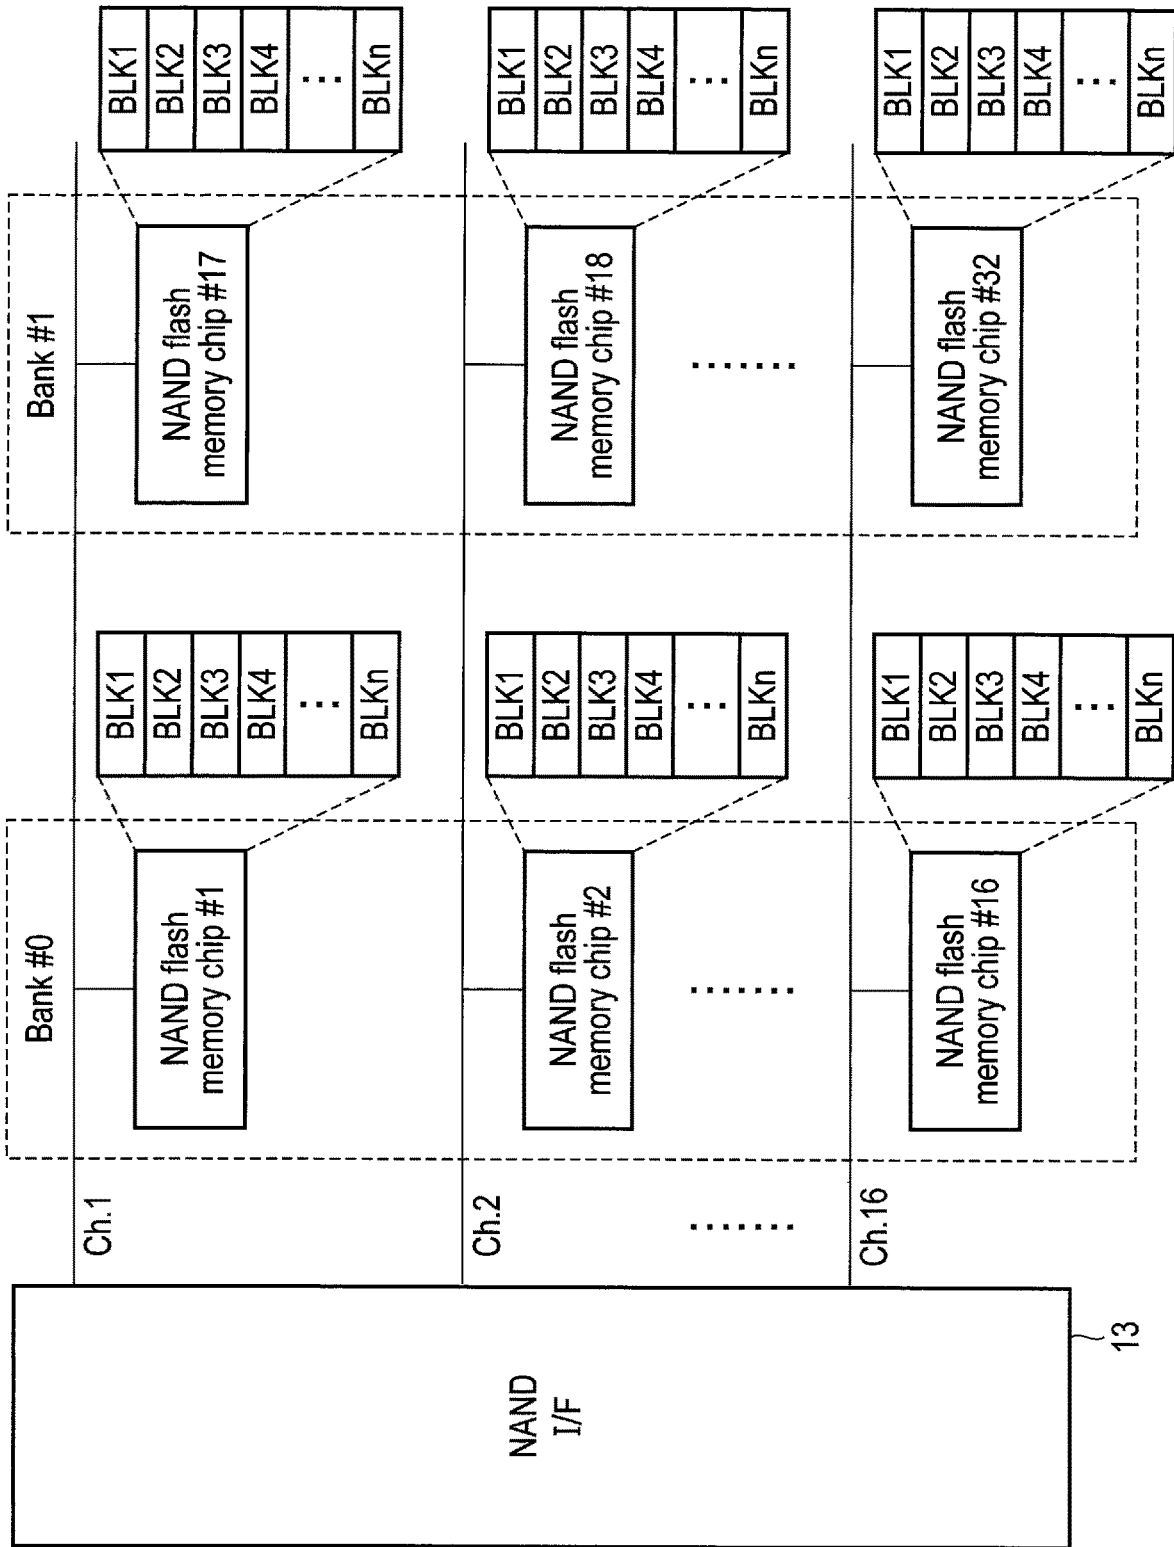 Bank #0
Bank #1
Ch.1
NAND flash
memory chip #1
BLK1
BLK2
BLK3
BLK4
⋮
BLKn
NAND flash
memory chip #17
BLK1
BLK2
BLK3
BLK4
⋮
BLKn
Ch.2
NAND flash
memory chip #2
BLK1
BLK2
BLK3
BLK4
⋮
BLKn
NAND flash
memory chip #18
BLK1
BLK2
BLK3
BLK4
⋮
BLKn
NAND
I/F
Ch.16
NAND flash
memory chip #16
BLK1
BLK2
BLK3
BLK4
⋮
BLKn
NAND flash
memory chip #32
BLK1
BLK2
BLK3
BLK4
⋮
BLKn
13